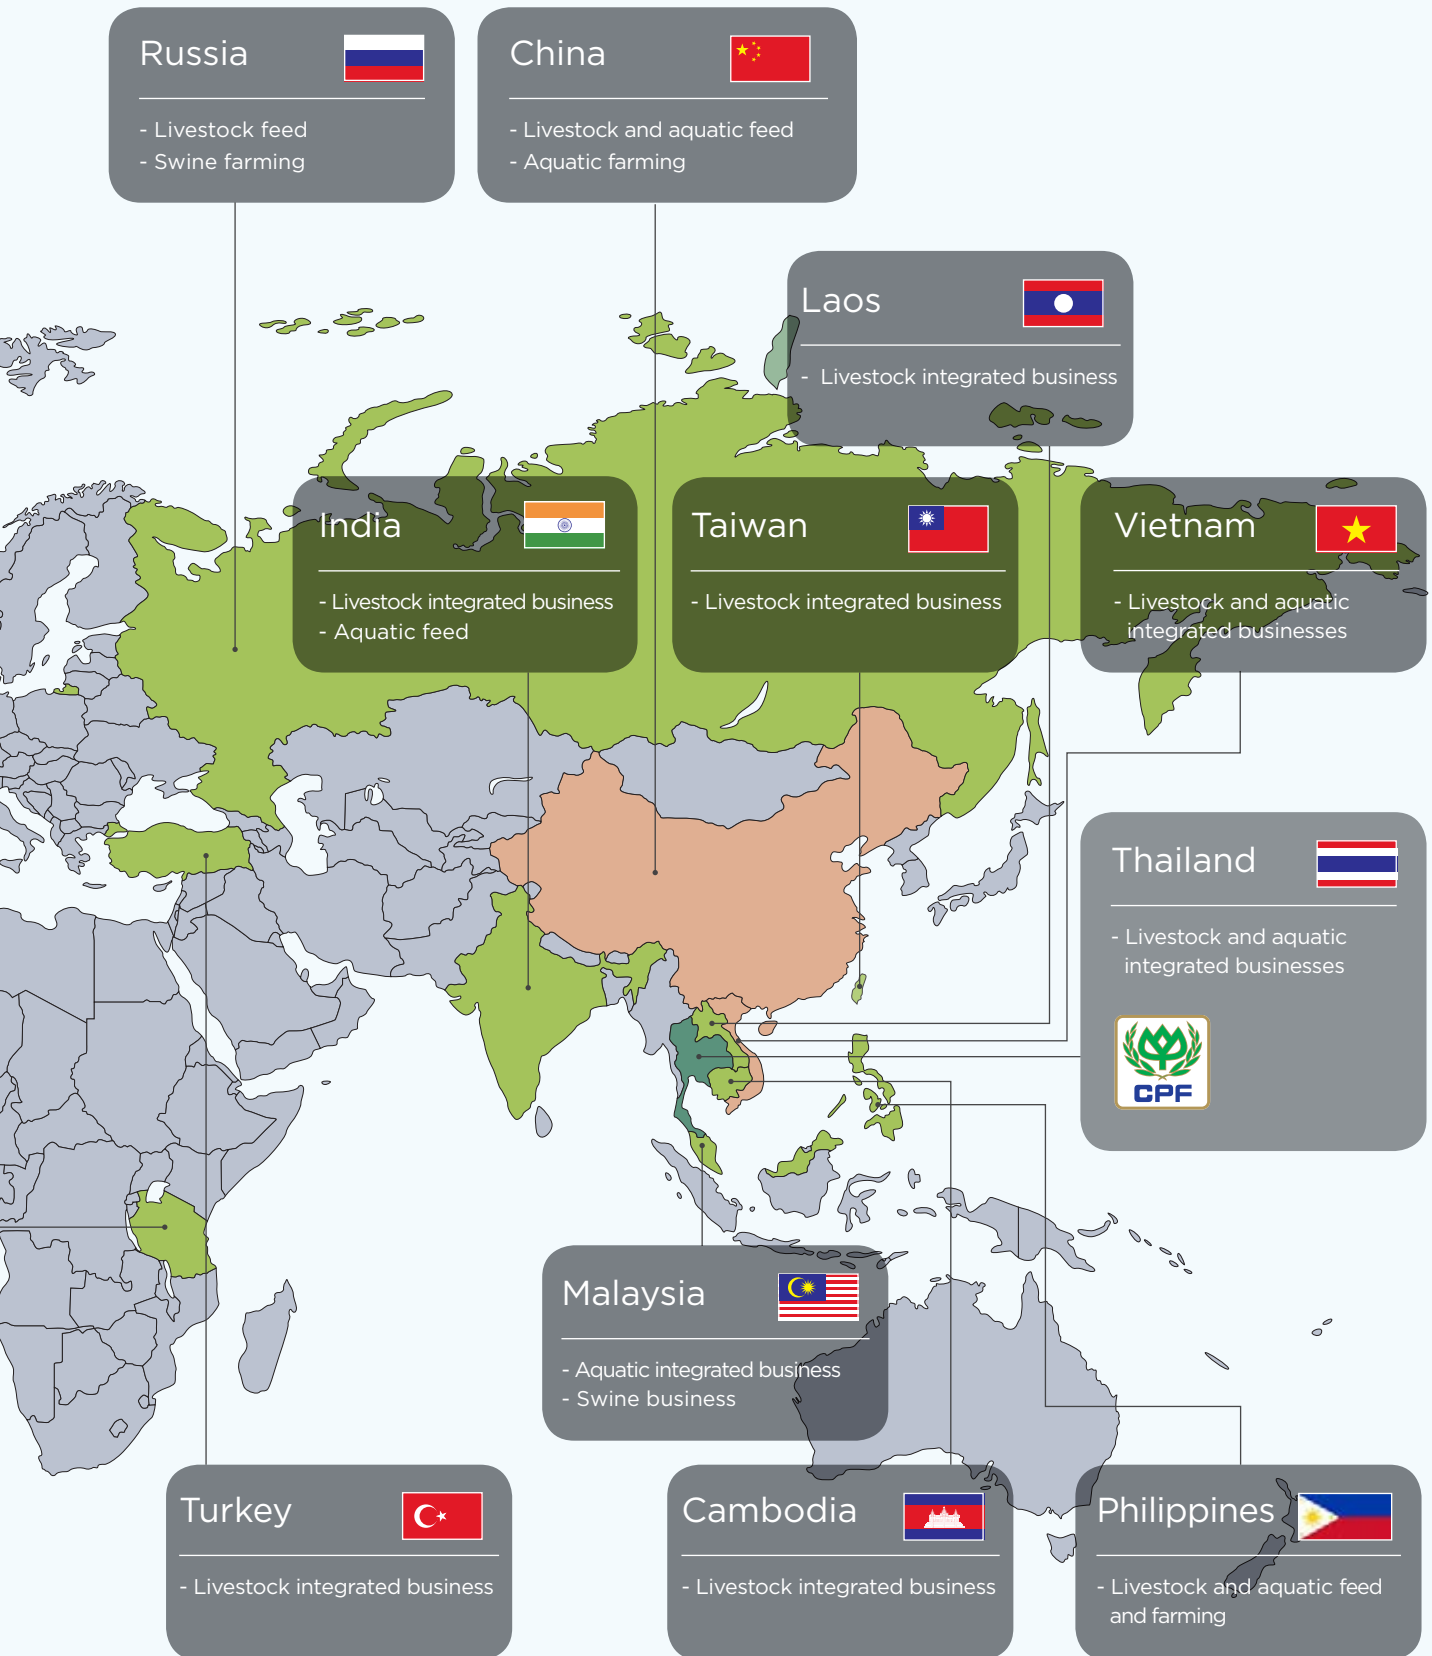 Russia
- Livestock feed
- Swine farming
China
- Livestock and aquatic feed
- Aquatic farming
Laos
- Livestock integrated business
India
- Livestock integrated business
- Aquatic feed
Taiwan
- Livestock integrated business
Vietnam
- Livestock and aquatic
integrated businesses
Thailand
- Livestock and aquatic
integrated businesses
CPF
Malaysia
- Aquatic integrated business
- Swine business
Turkey
- Livestock integrated business
Cambodia
- Livestock integrated business
Philippines
- Livestock and aquatic feed
and farming